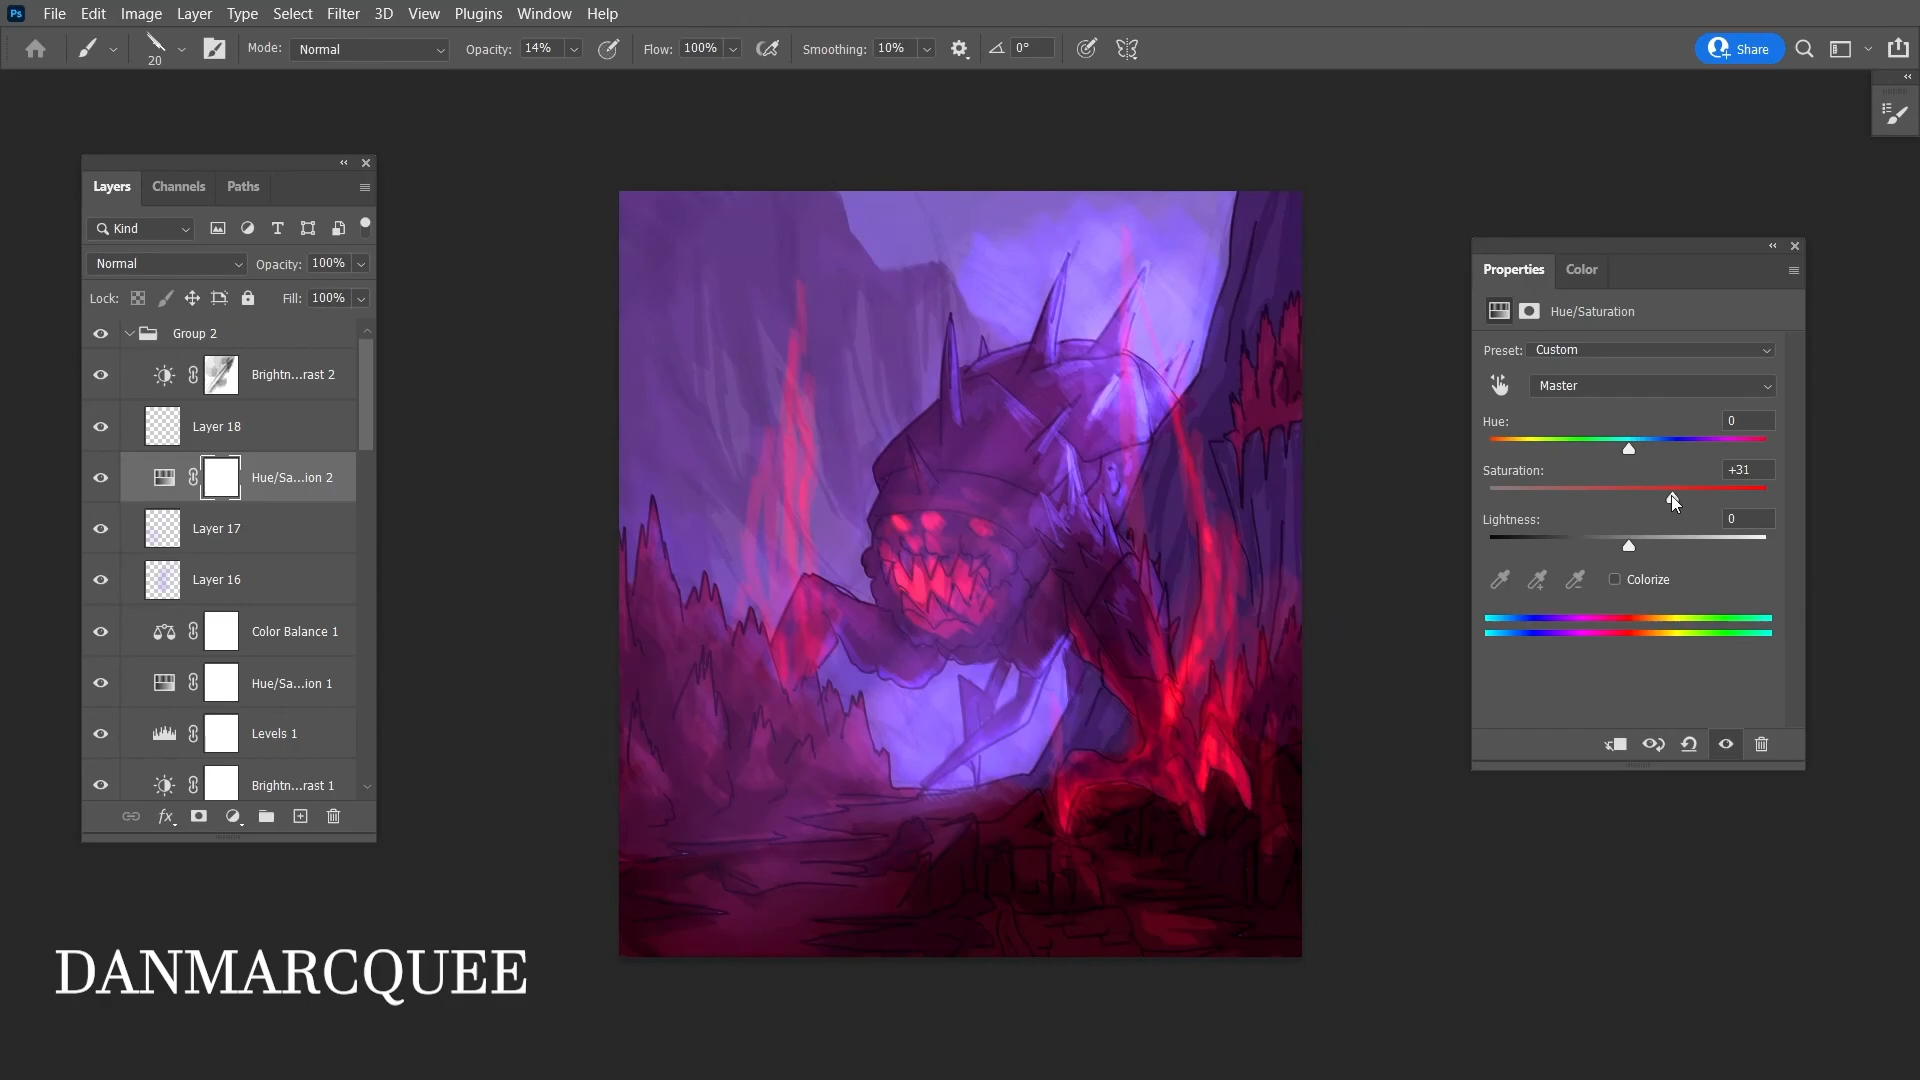 Ps File Edit Image Layer Type Select Filter 3D View Plugins Window Help
20 Mode: Normal Opacity: 14% Flow: 100% Smoothing: 10% 0° Share
Layers Channels Paths
Kind
Normal Opacity: 100%
Lock: Fill: 100%
Group 2
Brightn...rast 2
Layer 18
Hue/Sa...ion 2
Layer 17
Layer 16
Color Balance 1
Hue/Sa...ion 1
Levels 1
Brightn...rast 1
fx
Properties Color
Hue/Saturation
Preset: Custom
Master
Hue: 0
Saturation: +31
Lightness: 0
Colorize
DANMARCQUEE